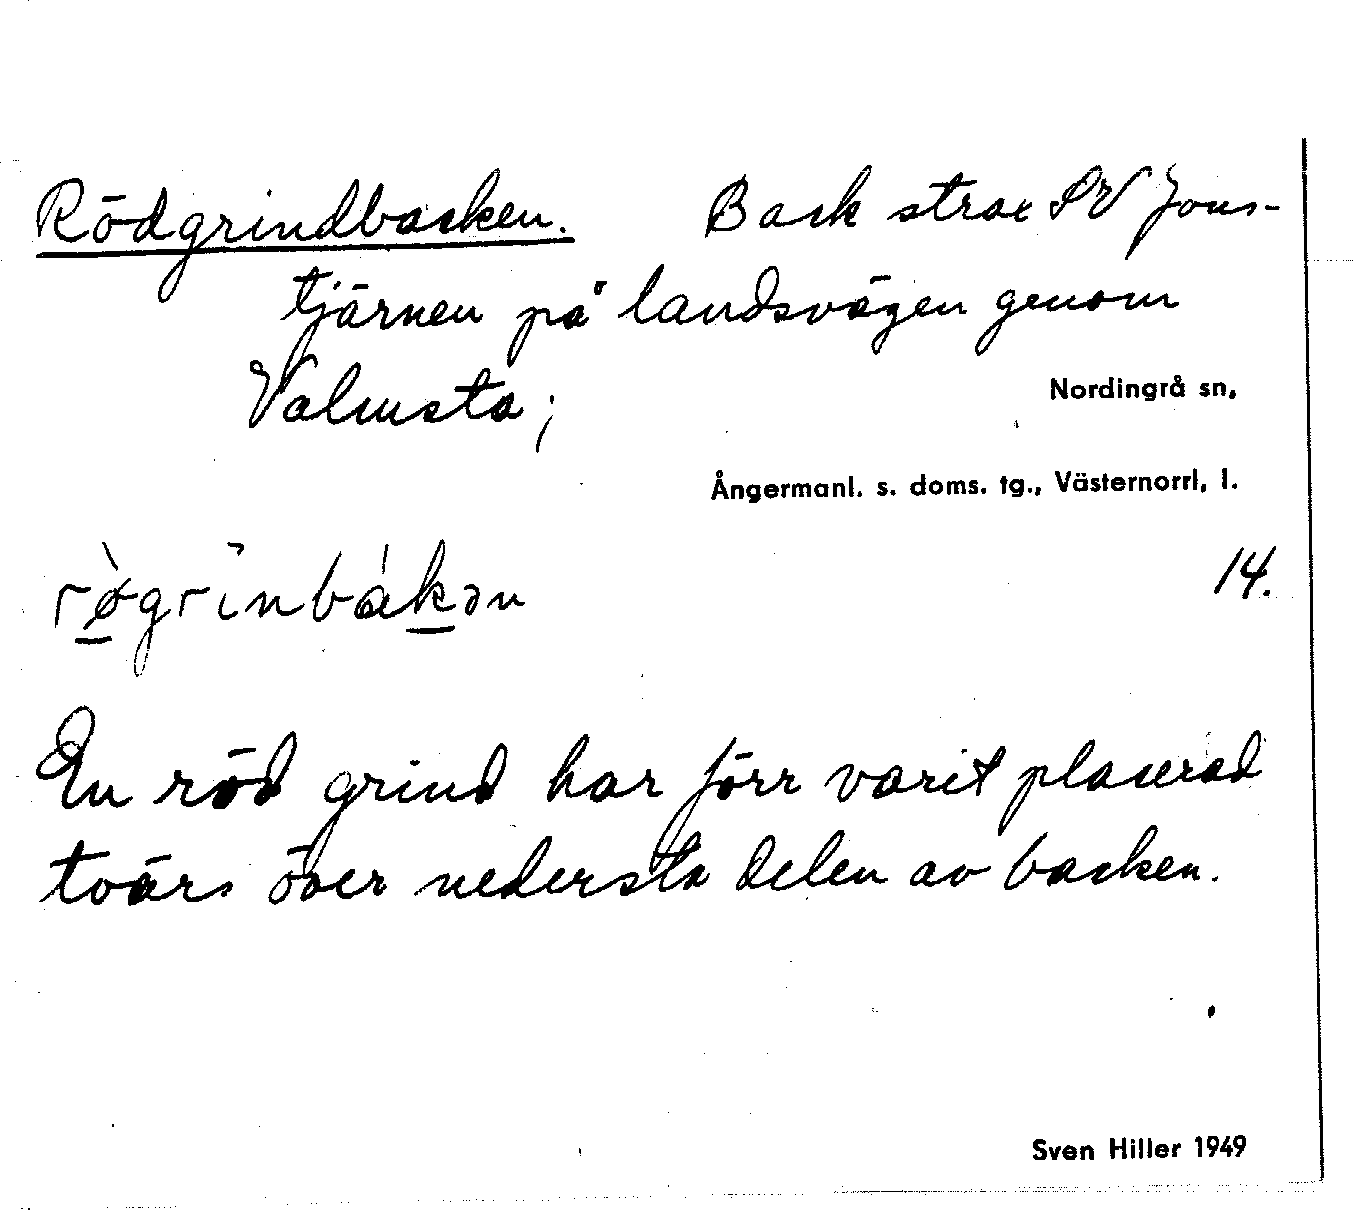 Rödgrindbacken. Back strax SV Jons-
tjärnen på landsvägen genom
Valmsta;
Nordingrå sn,
Ångermanl. s. doms. tg., Västernorrl, l.
rø̀grinbákən
14.
En röd grind har förr varit placerad
tvärs över nedersta delen av backen.
Sven Hiller 1949